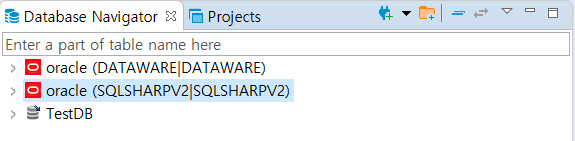 Database Navigator Projects
Enter a part of table name here
oracle (DATAWARE|DATAWARE)
oracle (SQLSHARPV2|SQLSHARPV2)
TestDB